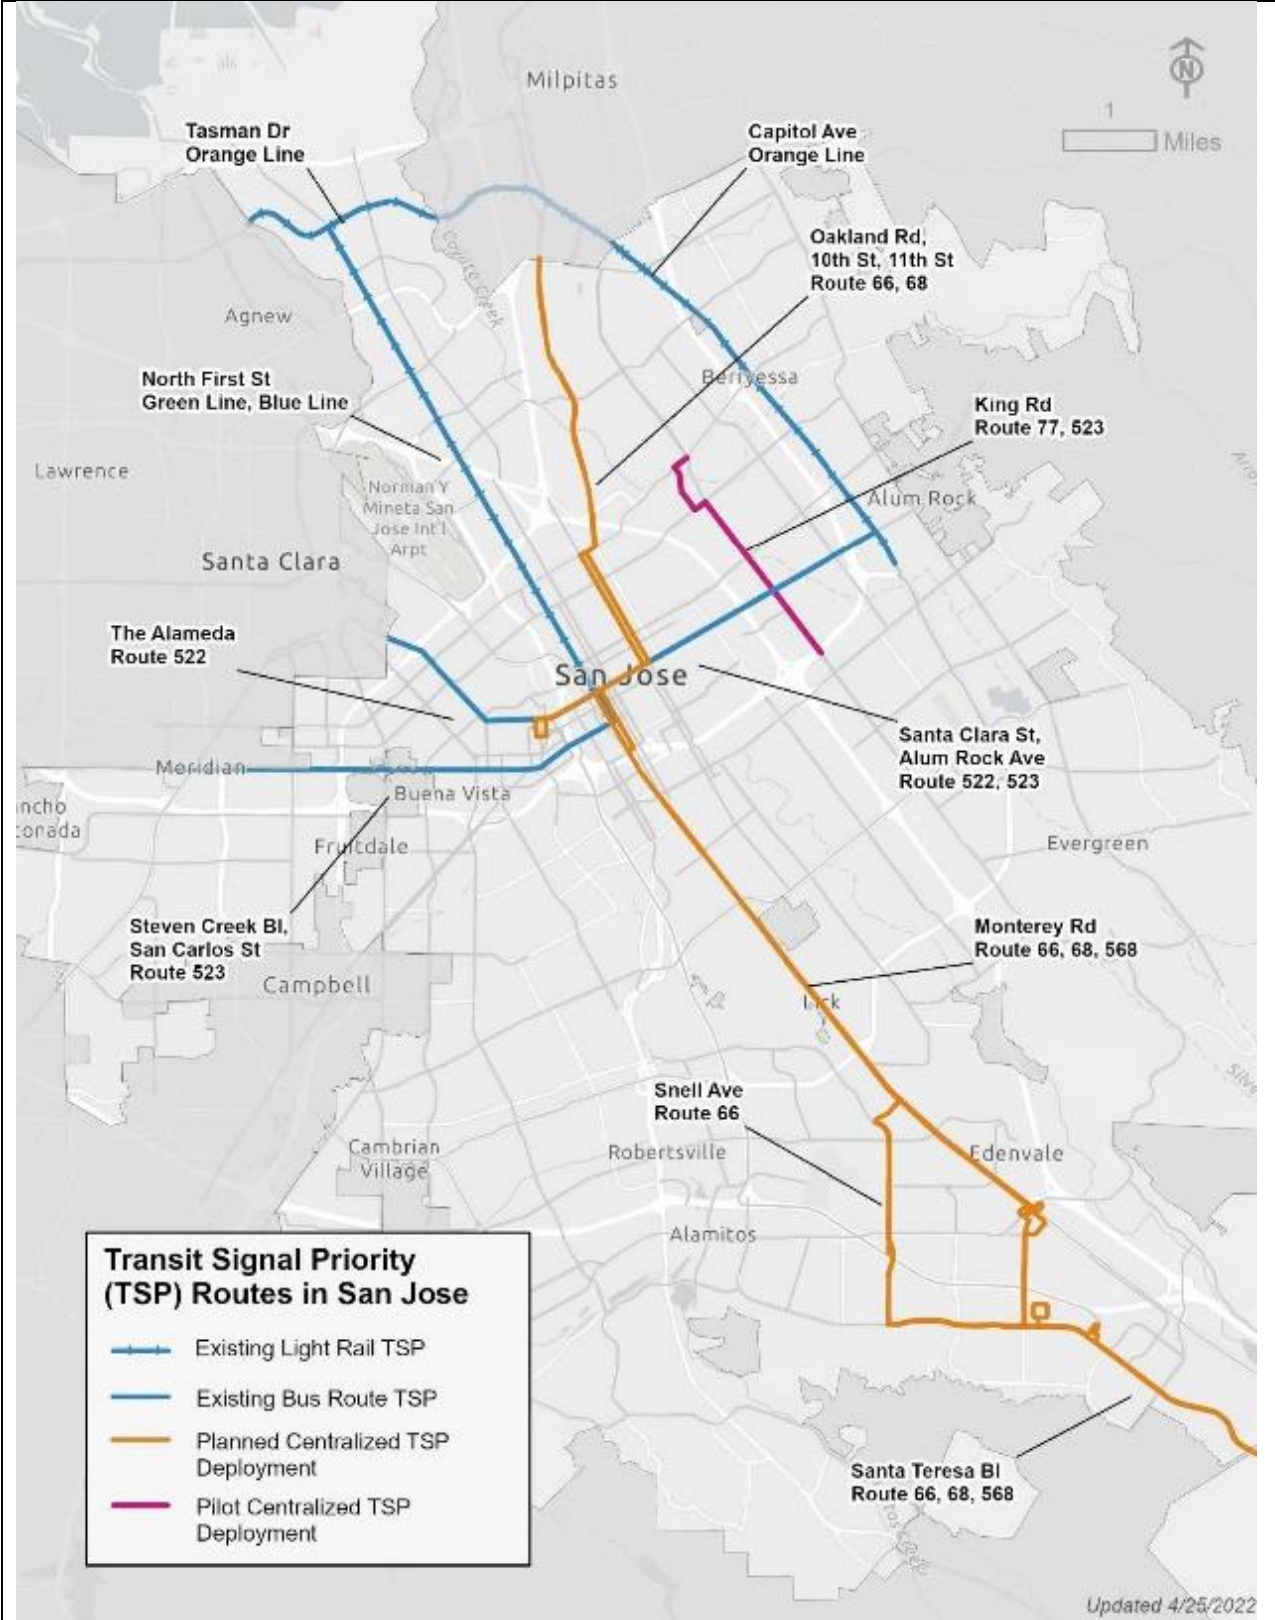 Milpitas
N
1
Miles
Tasman Dr
Orange Line
Capitol Ave
Orange Line
Oakland Rd,
10th St, 11th St
Route 66, 68
Coyote Creek
Agnew
North First St
Green Line, Blue Line
Berryessa
King Rd
Route 77, 523
Lawrence
Norman Y
Mineta San
Jose Int'l
Arpt
Alum Rock
Santa Clara
The Alameda
Route 522
San Jose
Santa Clara St,
Alum Rock Ave
Route 522, 523
Meridian
Buena Vista
Fruitdale
Evergreen
Steven Creek Bl,
San Carlos St
Route 523
Campbell
Monterey Rd
Route 66, 68, 568
Lick
Snell Ave
Route 66
Cambrian
Village
Robertsville
Edenvale
Alamitos
Transit Signal Priority
(TSP) Routes in San Jose
Existing Light Rail TSP
Existing Bus Route TSP
Planned Centralized TSP
Deployment
Pilot Centralized TSP
Deployment
Santa Teresa Bl
Route 66, 68, 568
Updated 4/25/2022